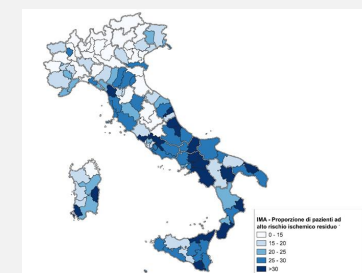 IMA - Proporzione di pazienti ad
alto rischio ischemico residuo
0 - 15
15 - 20
20 - 25
25 - 30
>30